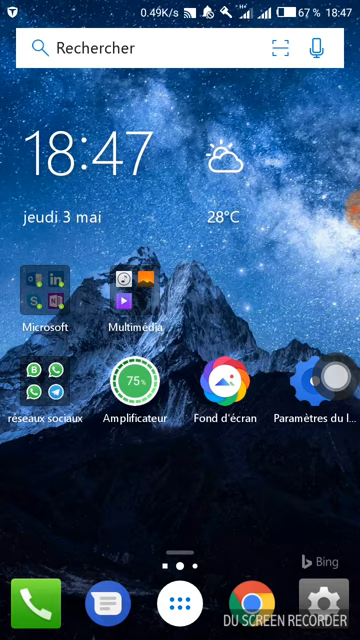 0.49K/s 67 % 18:47
Rechercher
18:47
jeudi 3 mai
28°C
Microsoft
Multimédia
réseaux sociaux
Amplificateur
75%
Fond d'écran
Paramètres du l...
Bing
DU SCREEN RECORDER